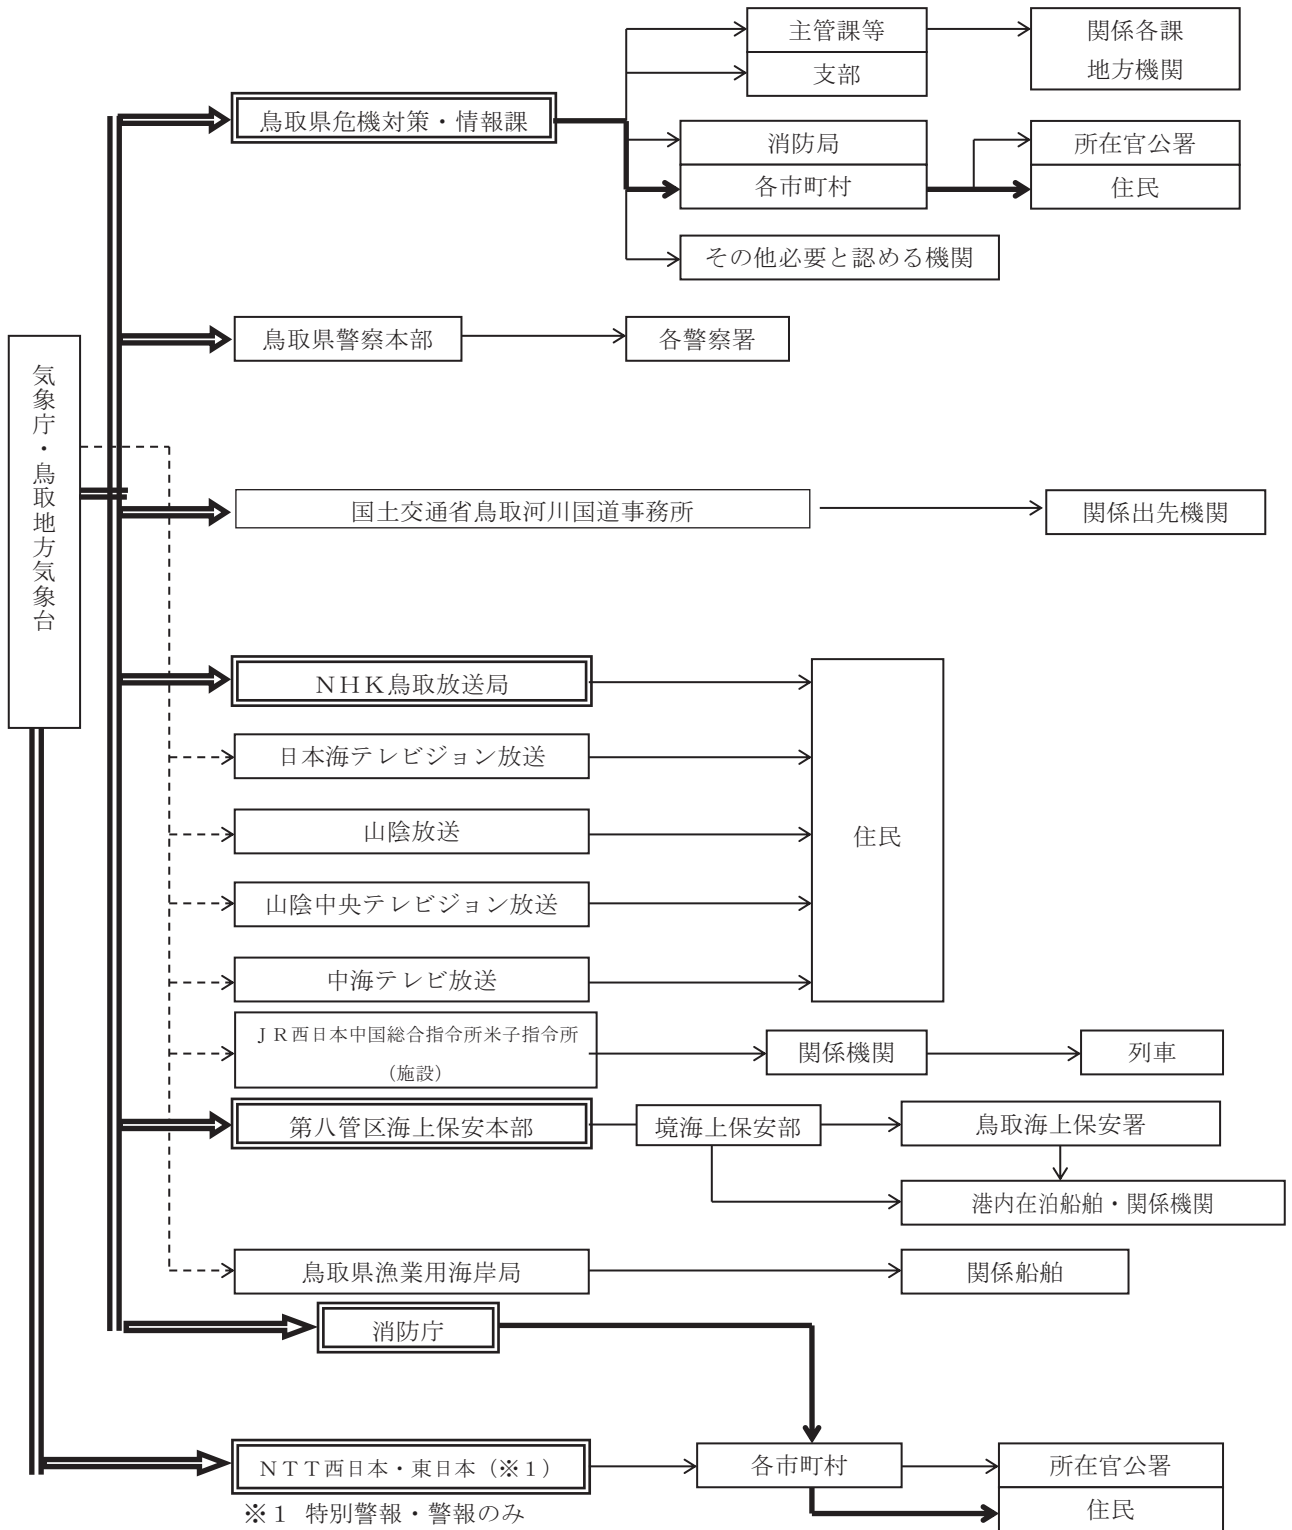 主管課等
関係各課
地方機関
支部
鳥取県危機対策・情報課
消防局
所在官公署
各市町村
住民
その他必要と認める機関
鳥取県警察本部
各警察署
気象庁・鳥取地方気象台
国土交通省鳥取河川国道事務所
関係出先機関
ＮＨＫ鳥取放送局
日本海テレビジョン放送
山陰放送
住民
山陰中央テレビジョン放送
中海テレビ放送
ＪＲ西日本中国総合指令所米子指令所
（施設）
関係機関
列車
第八管区海上保安本部
境海上保安部
鳥取海上保安署
港内在泊船舶・関係機関
鳥取県漁業用海岸局
関係船舶
消防庁
ＮＴＴ西日本・東日本（※１）
各市町村
所在官公署
住民
※１ 特別警報・警報のみ